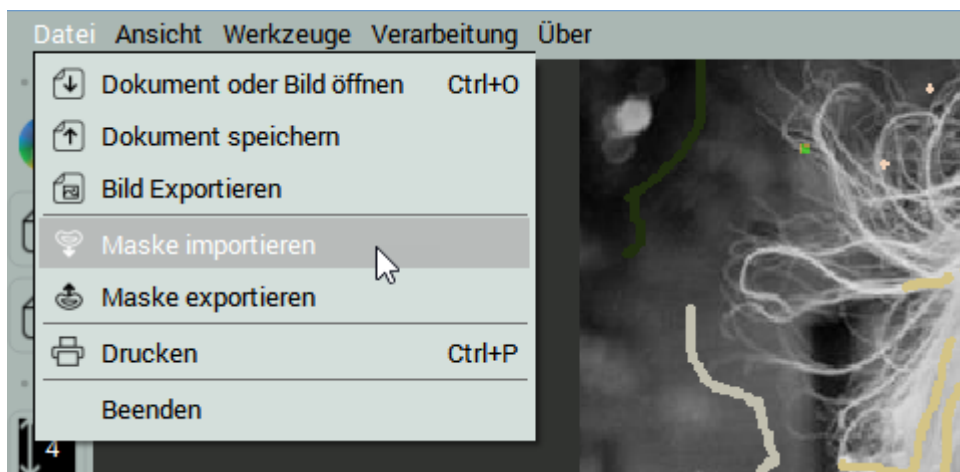 Datei Ansicht Werkzeuge Verarbeitung Über
Dokument oder Bild öffnen Ctrl+O
Dokument speichern
Bild Exportieren
Maske importieren
Maske exportieren
Drucken Ctrl+P
Beenden
4